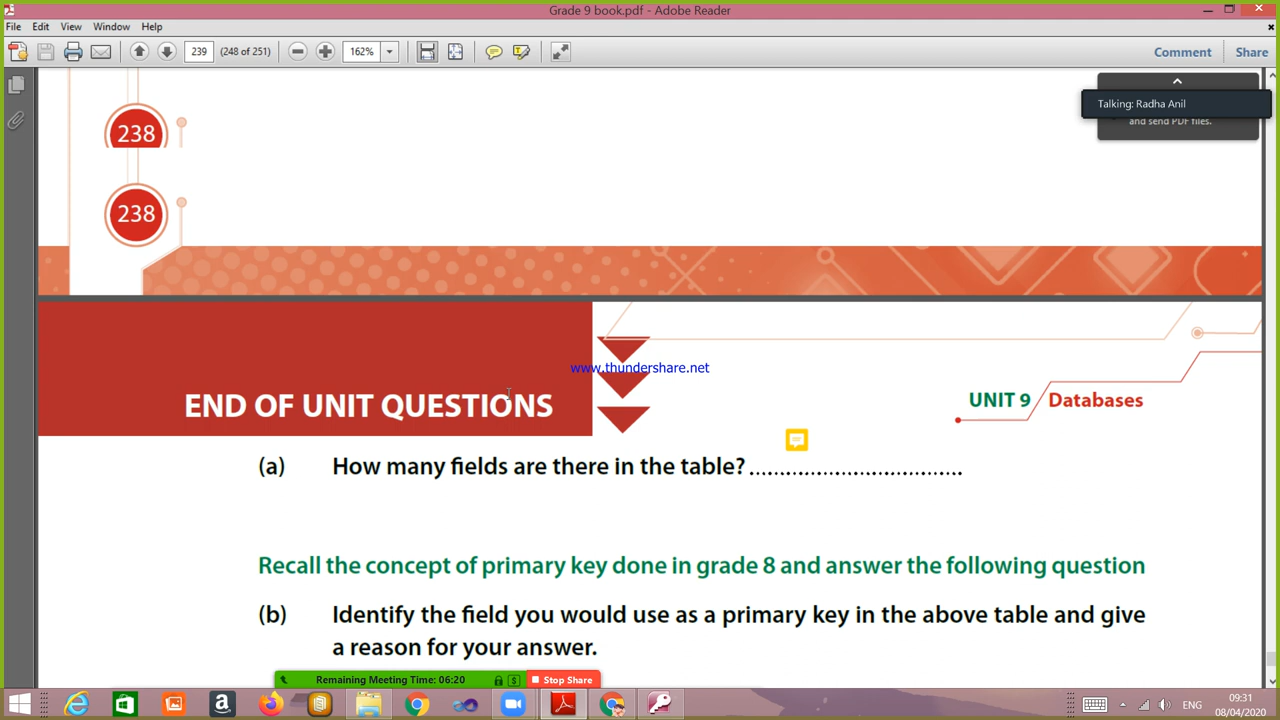 Grade 9 book.pdf - Adobe Reader
File Edit View Window Help
239 (248 of 251) 162% Comment Share
Talking: Radha Anil
and send PDF files.
238
238
www.thundershare.net
END OF UNIT QUESTIONS
UNIT 9 Databases
(a) How many fields are there in the table? ..................................
Recall the concept of primary key done in grade 8 and answer the following question
(b) Identify the field you would use as a primary key in the above table and give
a reason for your answer.
Remaining Meeting Time: 06:20 Stop Share
ENG 09:31
08/04/2020